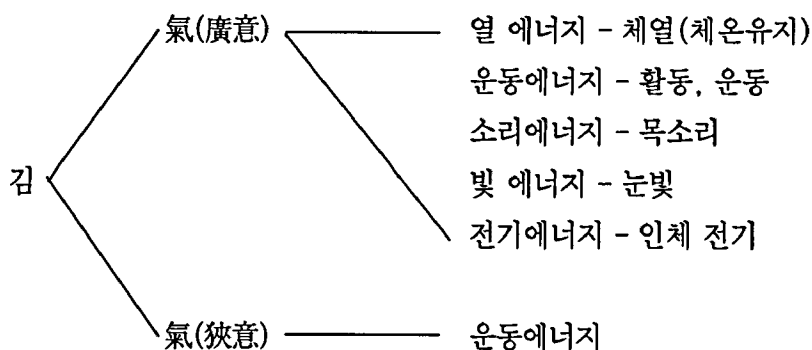 氣(廣意) 열 에너지 - 체열(체온유지)
운동에너지 - 활동, 운동
소리에너지 - 목소리
김 빛 에너지 - 눈빛
전기에너지 - 인체 전기
氣(狹意) 운동에너지